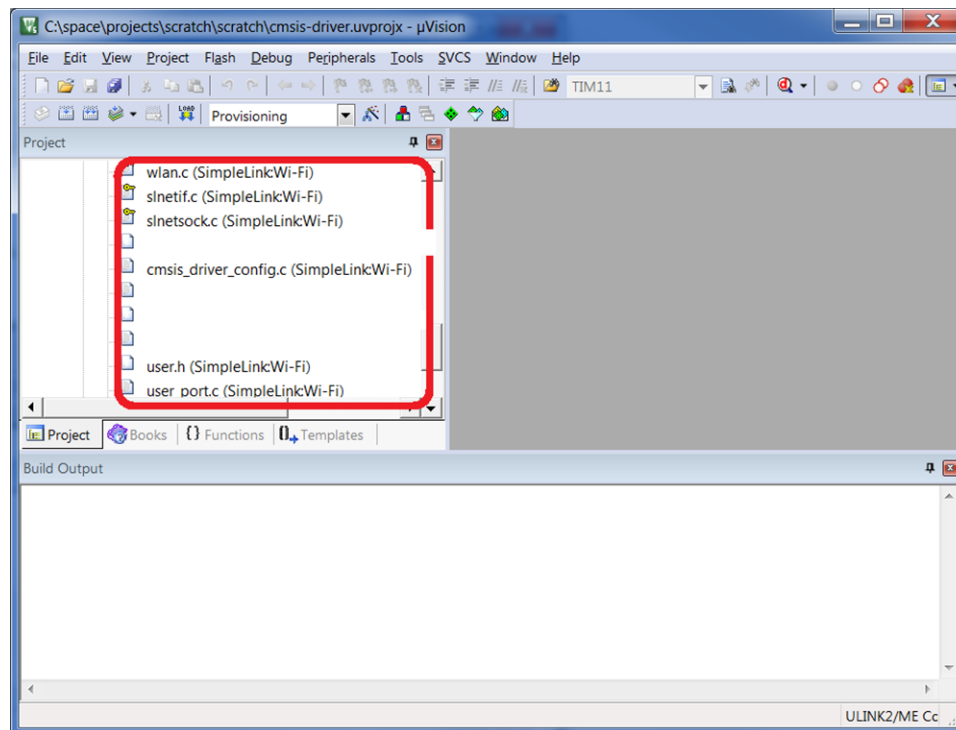 C:\space\projects\scratch\scratch\cmsis-driver.uvprojx - µVision
File Edit View Project Flash Debug Peripherals Tools SVCS Window Help
TIM11
LOAD
Provisioning
Project
wlan.c (SimpleLink:Wi-Fi)
slnetif.c (SimpleLink:Wi-Fi)
slnetsock.c (SimpleLink:Wi-Fi)
cmsis_driver_config.c (SimpleLink:Wi-Fi)
user.h (SimpleLink:Wi-Fi)
user_port.c (SimpleLink:Wi-Fi)
Project Books {} Functions 0 Templates
Build Output
ULINK2/ME Cc